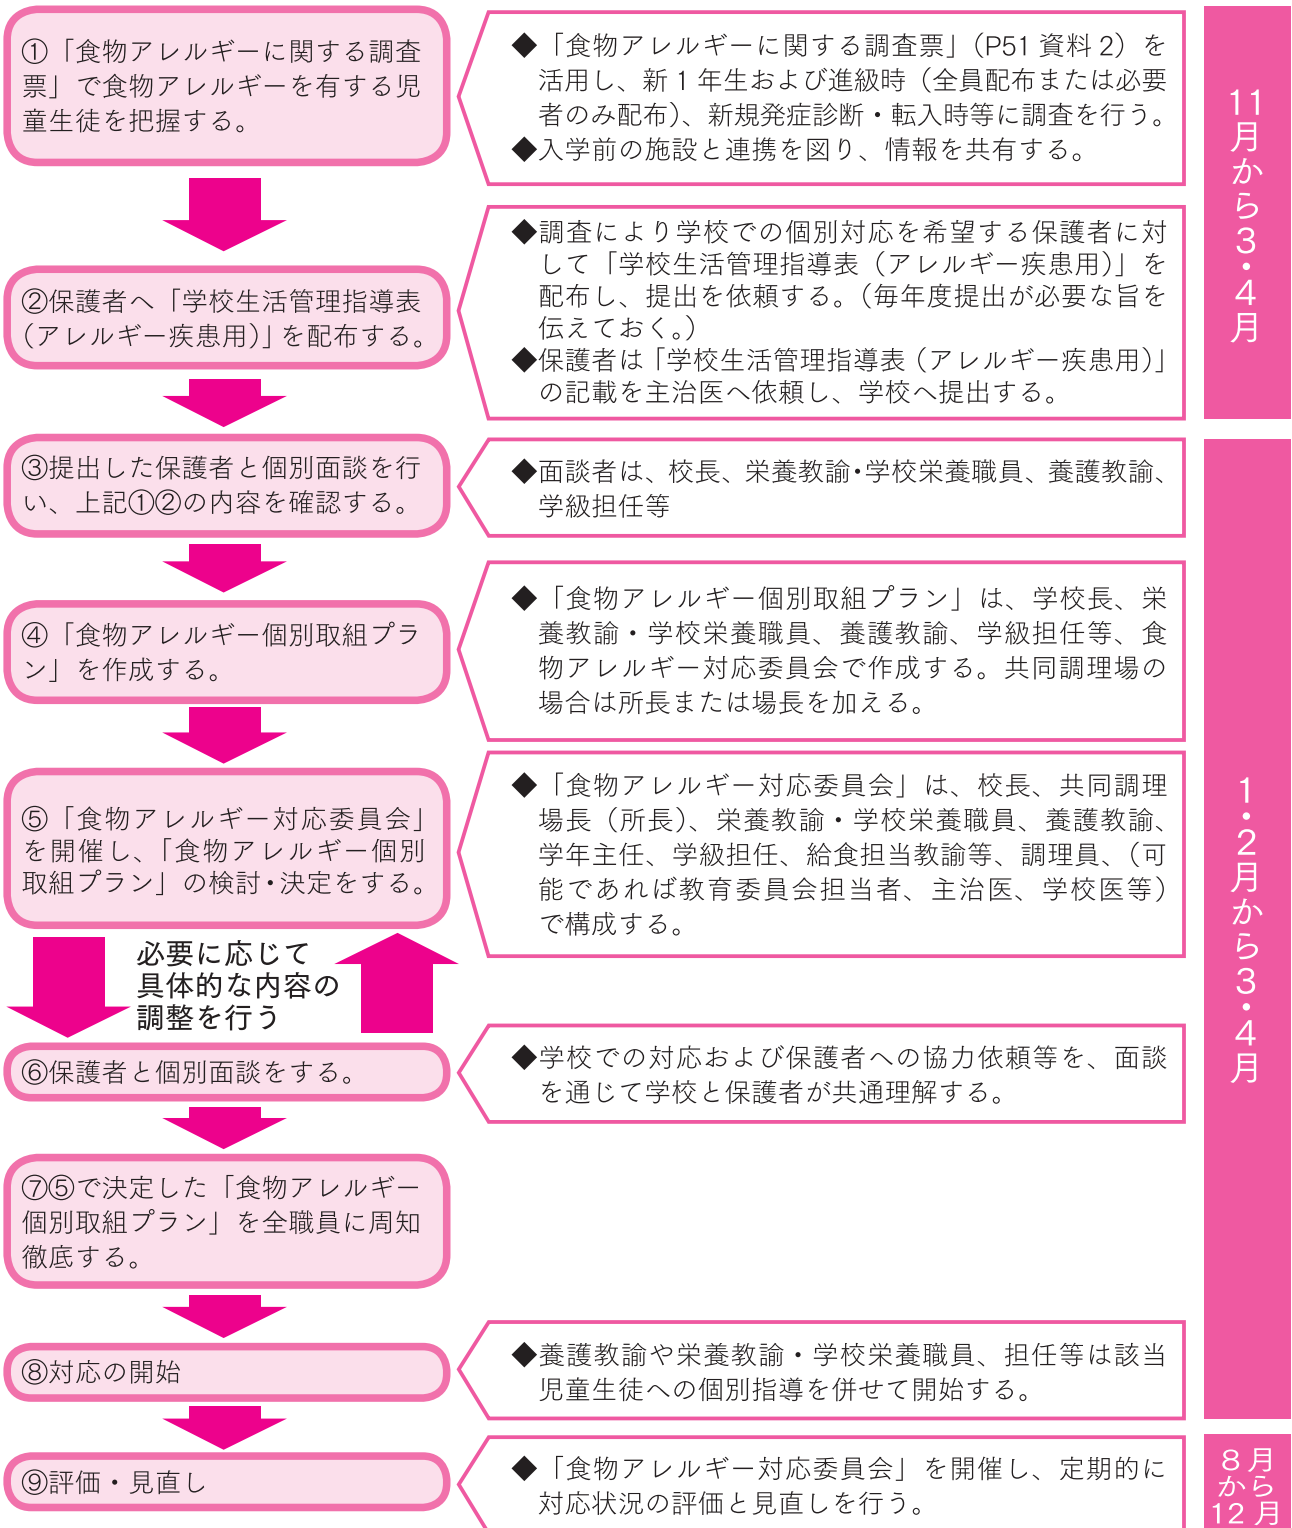 ①「食物アレルギーに関する調査
票」で食物アレルギーを有する児
童生徒を把握する。
◆「食物アレルギーに関する調査票」（P51 資料 2）を
活用し、新 1 年生および進級時（全員配布または必要
者のみ配布）、新規発症診断・転入時等に調査を行う。
◆入学前の施設と連携を図り、情報を共有する。
②保護者へ「学校生活管理指導表
（アレルギー疾患用）」を配布する。
◆調査により学校での個別対応を希望する保護者に対
して「学校生活管理指導表（アレルギー疾患用）」を
配布し、提出を依頼する。（毎年度提出が必要な旨を
伝えておく。）
◆保護者は「学校生活管理指導表（アレルギー疾患用）」
の記載を主治医へ依頼し、学校へ提出する。
11月から3・4月
③提出した保護者と個別面談を行
い、上記①②の内容を確認する。
◆面談者は、校長、栄養教諭・学校栄養職員、養護教諭、
学級担任等
④「食物アレルギー個別取組プラ
ン」を作成する。
◆「食物アレルギー個別取組プラン」は、学校長、栄
養教諭・学校栄養職員、養護教諭、学級担任等、食
物アレルギー対応委員会で作成する。共同調理場の
場合は所長または場長を加える。
⑤「食物アレルギー対応委員会」
を開催し、「食物アレルギー個別
取組プラン」の検討・決定をする。
◆「食物アレルギー対応委員会」は、校長、共同調理
場長（所長）、栄養教諭・学校栄養職員、養護教諭、
学年主任、学級担任、給食担当教諭等、調理員、（可
能であれば教育委員会担当者、主治医、学校医等）
で構成する。
必要に応じて
具体的な内容の
調整を行う
⑥保護者と個別面談をする。
◆学校での対応および保護者への協力依頼等を、面談
を通じて学校と保護者が共通理解する。
⑦⑤で決定した「食物アレルギー
個別取組プラン」を全職員に周知
徹底する。
⑧対応の開始
◆養護教諭や栄養教諭・学校栄養職員、担任等は該当
児童生徒への個別指導を併せて開始する。
1・2月から3・4月
⑨評価・見直し
◆「食物アレルギー対応委員会」を開催し、定期的に
対応状況の評価と見直しを行う。
8 月
から
12 月